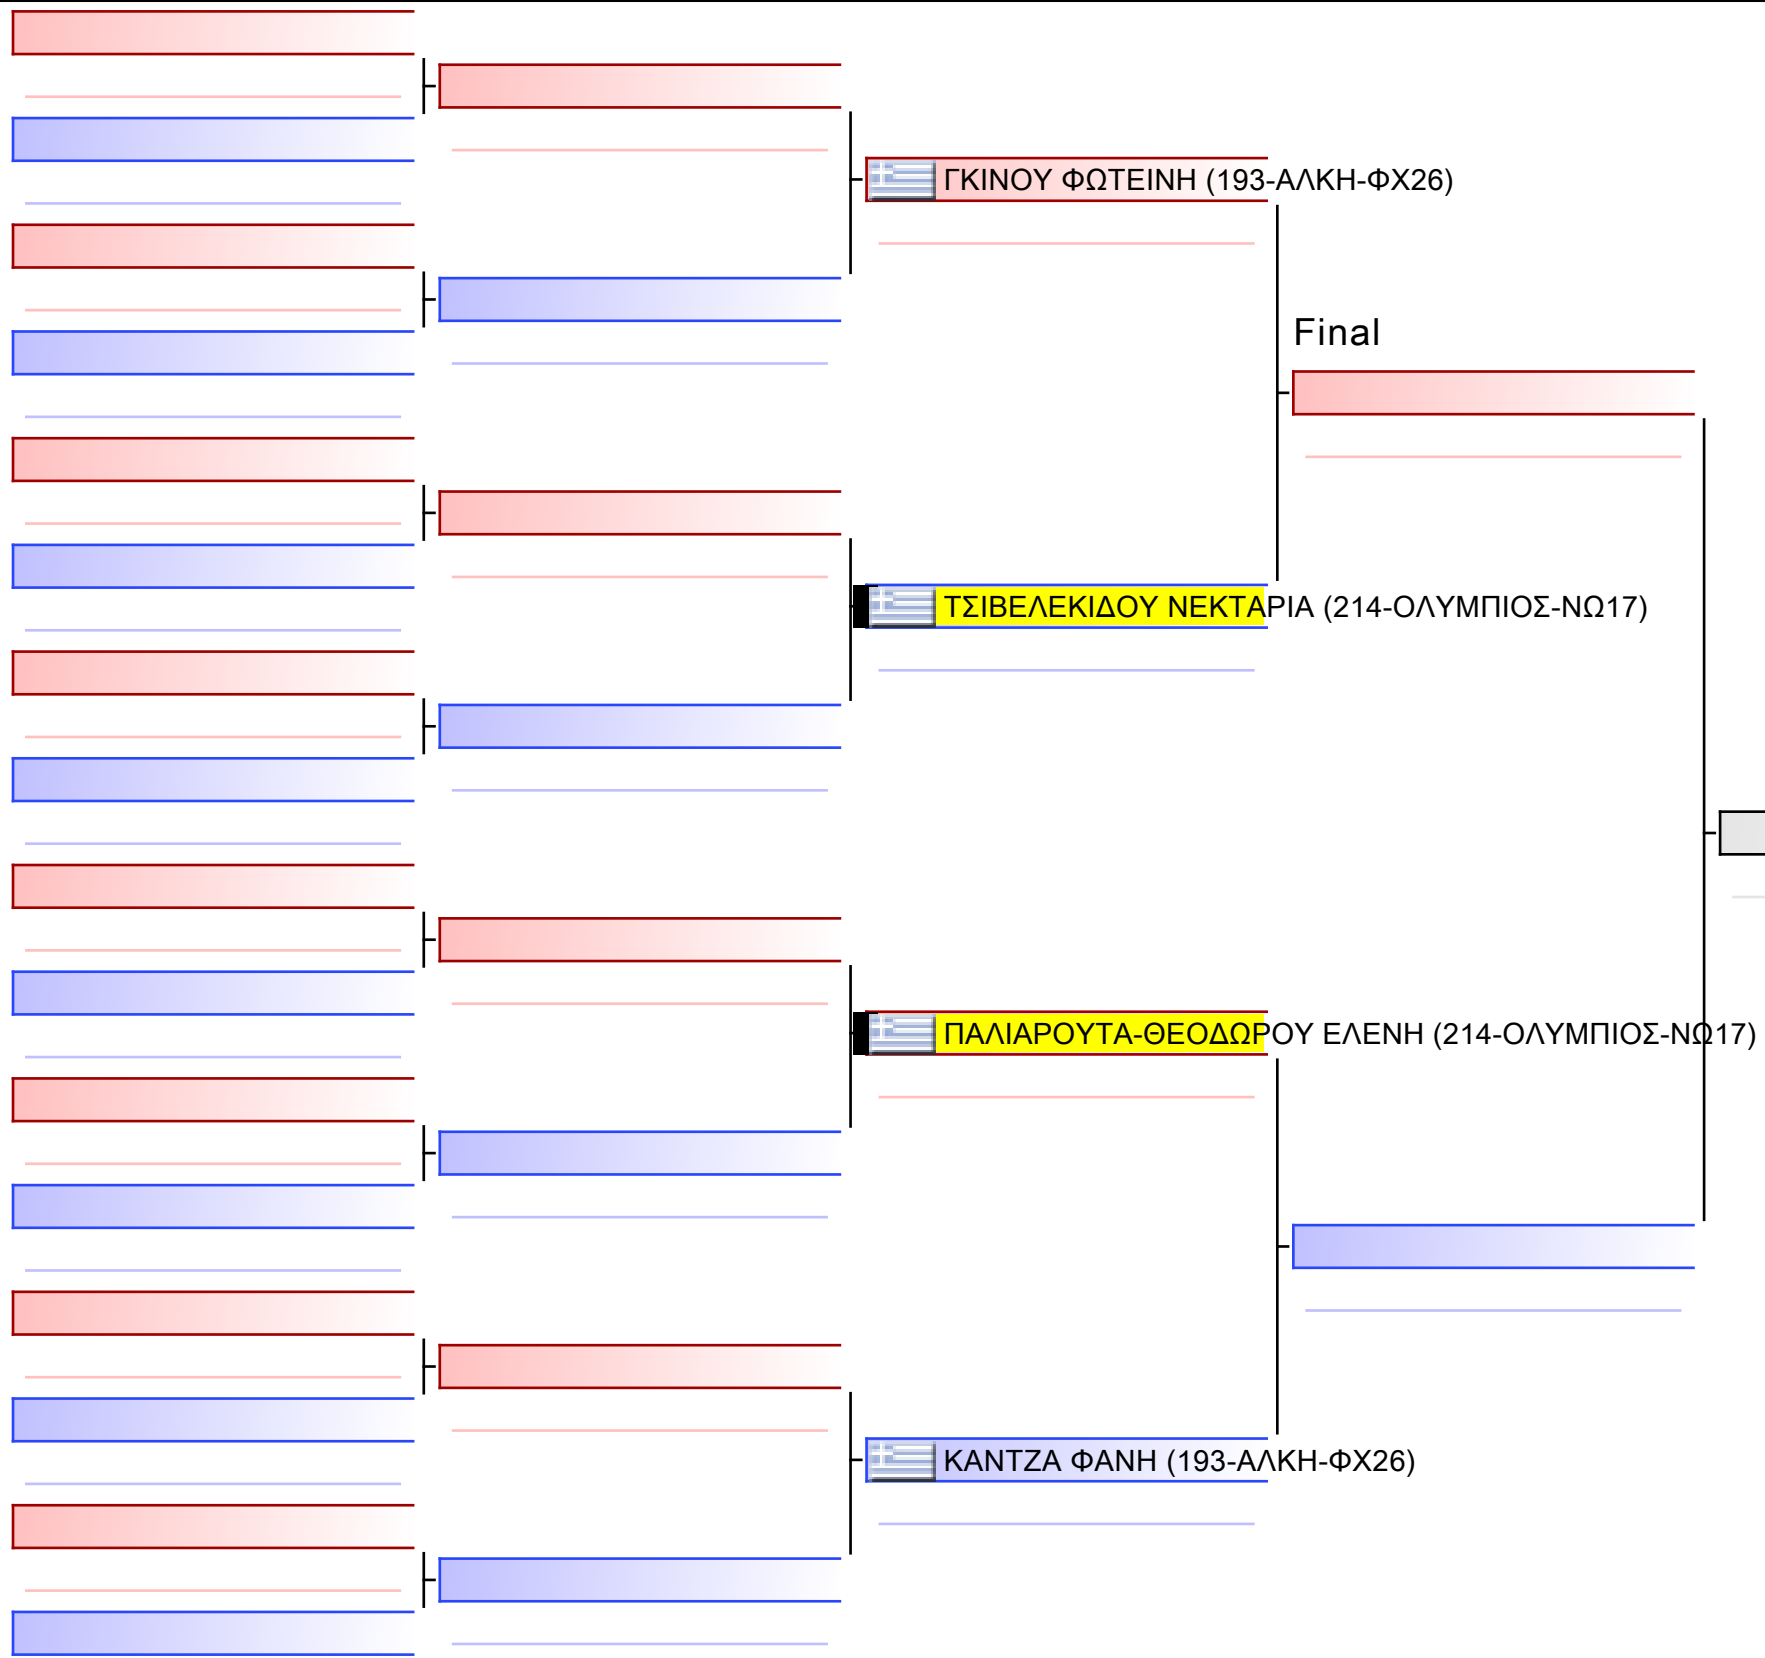 ΓΚΙΝΟΥ ΦΩΤΕΙΝΗ (193-ΑΛΚΗ-ΦΧ26)
Final
ΤΣΙΒΕΛΕΚΙΔΟΥ ΝΕΚΤΑΡΙΑ (214-ΟΛΥΜΠΙΟΣ-ΝΩ17)
ΠΑΛΙΑΡΟΥΤΑ-ΘΕΟΔΩΡΟΥ ΕΛΕΝΗ (214-ΟΛΥΜΠΙΟΣ-ΝΩ17)
ΚΑΝΤΖΑ ΦΑΝΗ (193-ΑΛΚΗ-ΦΧ26)